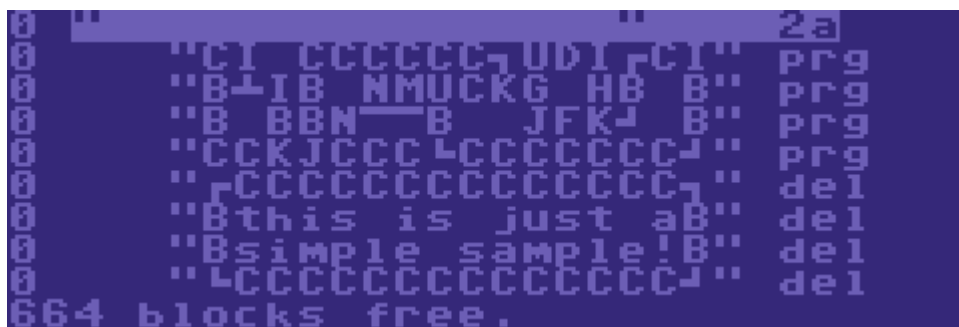 0 "                " 2a
0 "CI CCCCCC┐UDI┌CI" prg
0 "B┴IB NMUCKG HB B" prg
0 "B BBN‾‾B  JFK┘ B" prg
0 "CCKJCCC└CCCCCCC┘" prg
0 "┌CCCCCCCCCCCCCC┐" del
0 "Bthis is just aB" del
0 "Bsimple sample!B" del
0 "└CCCCCCCCCCCCCC┘" del
664 blocks free.